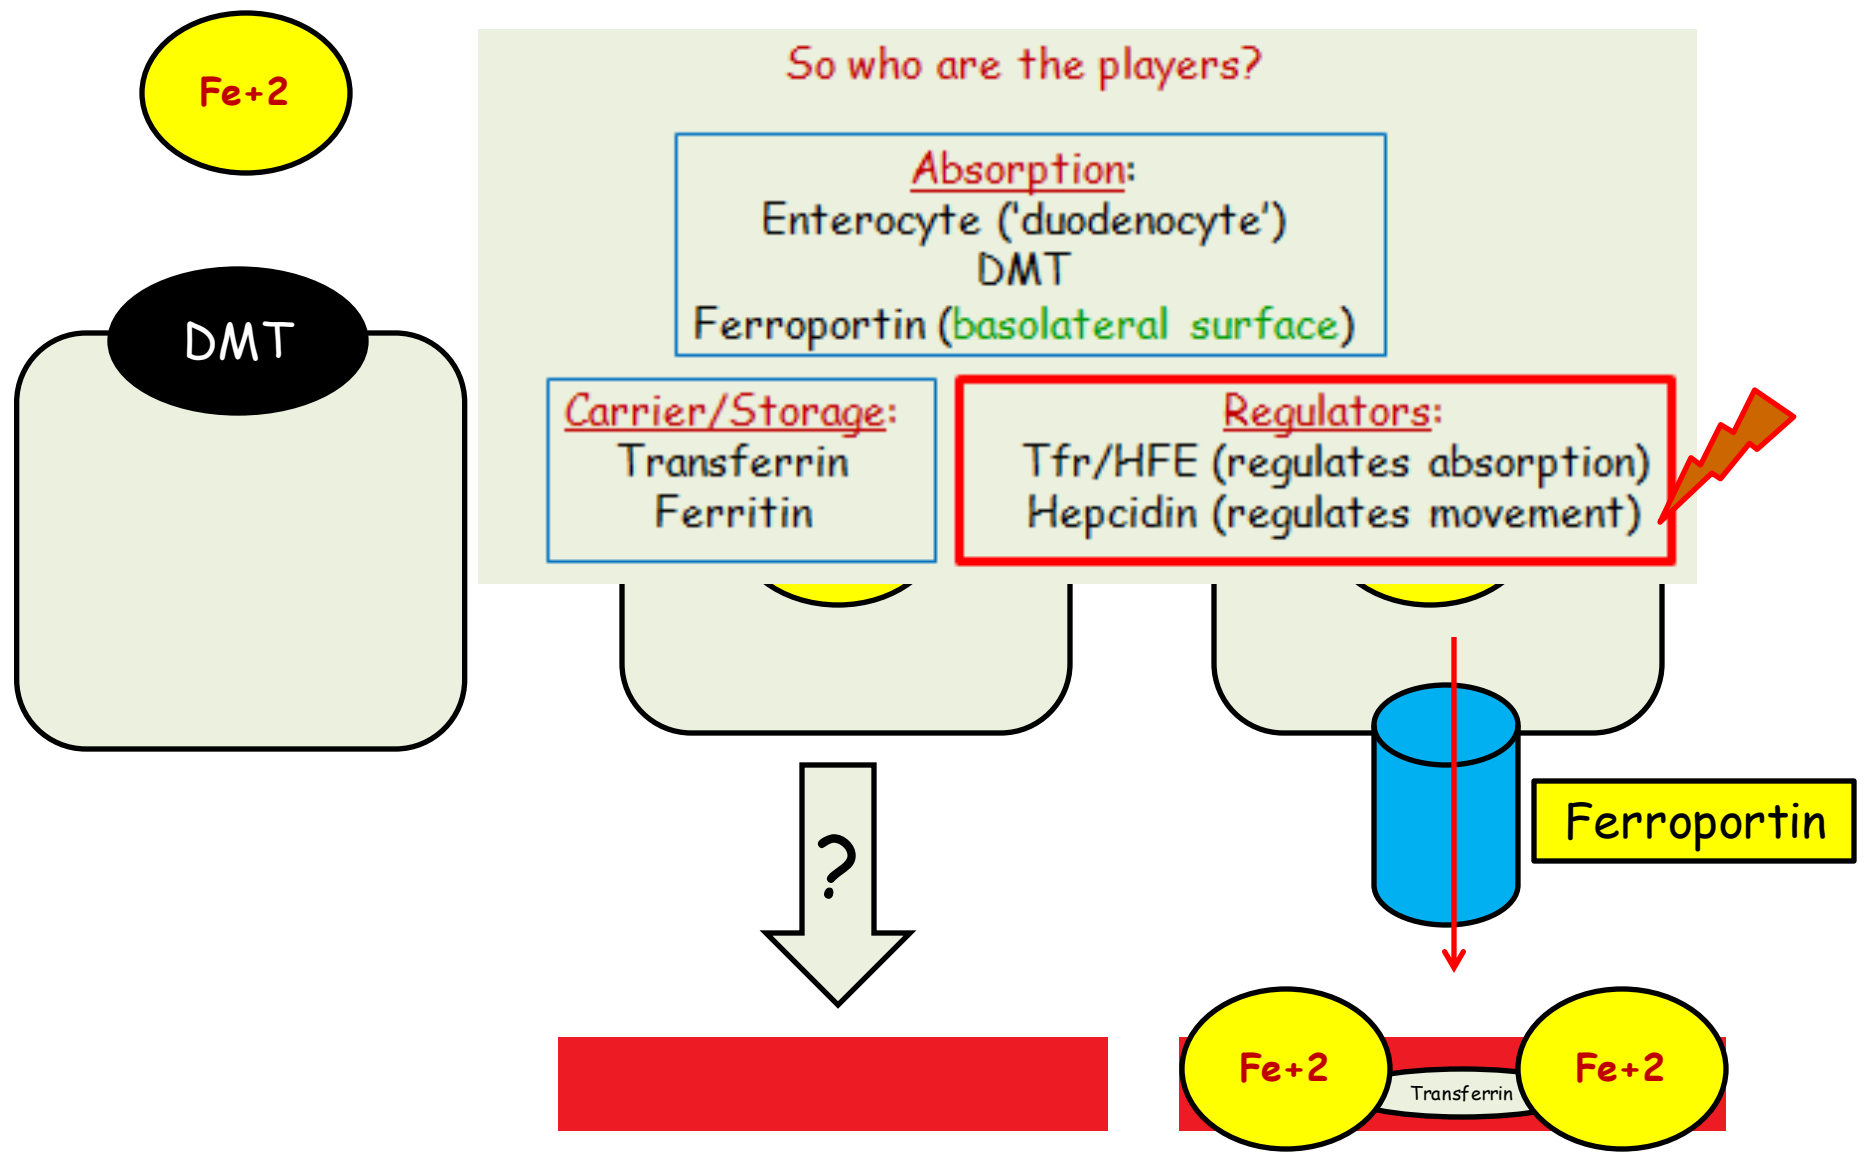 Fe+2
So who are the players?
Absorption:
Enterocyte ('duodenocyte')
DMT
Ferroportin (basolateral surface)
DMT
Carrier/Storage:
Transferrin
Ferritin
Regulators:
Tfr/HFE (regulates absorption)
Hepcidin (regulates movement)
?
Ferroportin
Fe+2
Transferrin
Fe+2